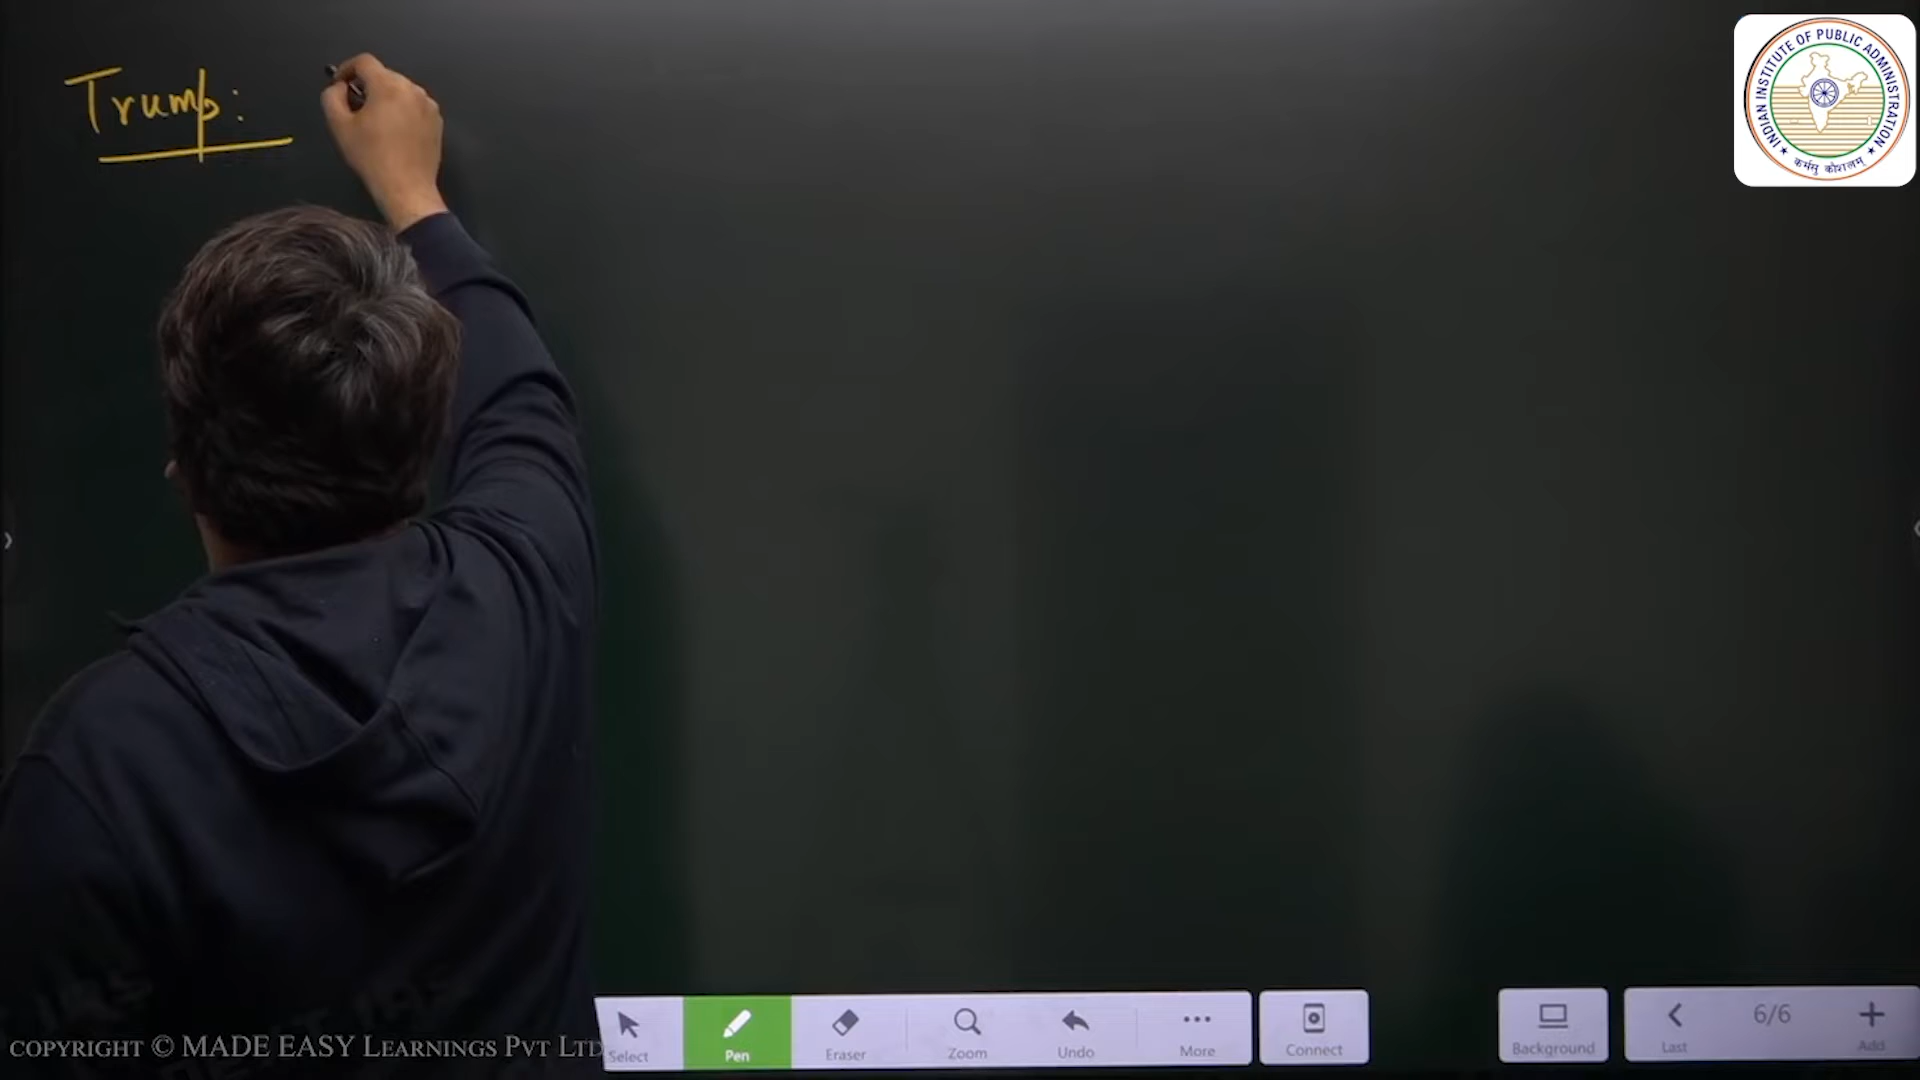 Trump:
INDIAN INSTITUTE OF PUBLIC ADMINISTRATION
कर्मसु कौशलम्
COPYRIGHT © MADE EASY LEARNINGS PVT LTD
Select
Pen
Eraser
Zoom
Undo
More
Connect
Background
Last
6/6
Add